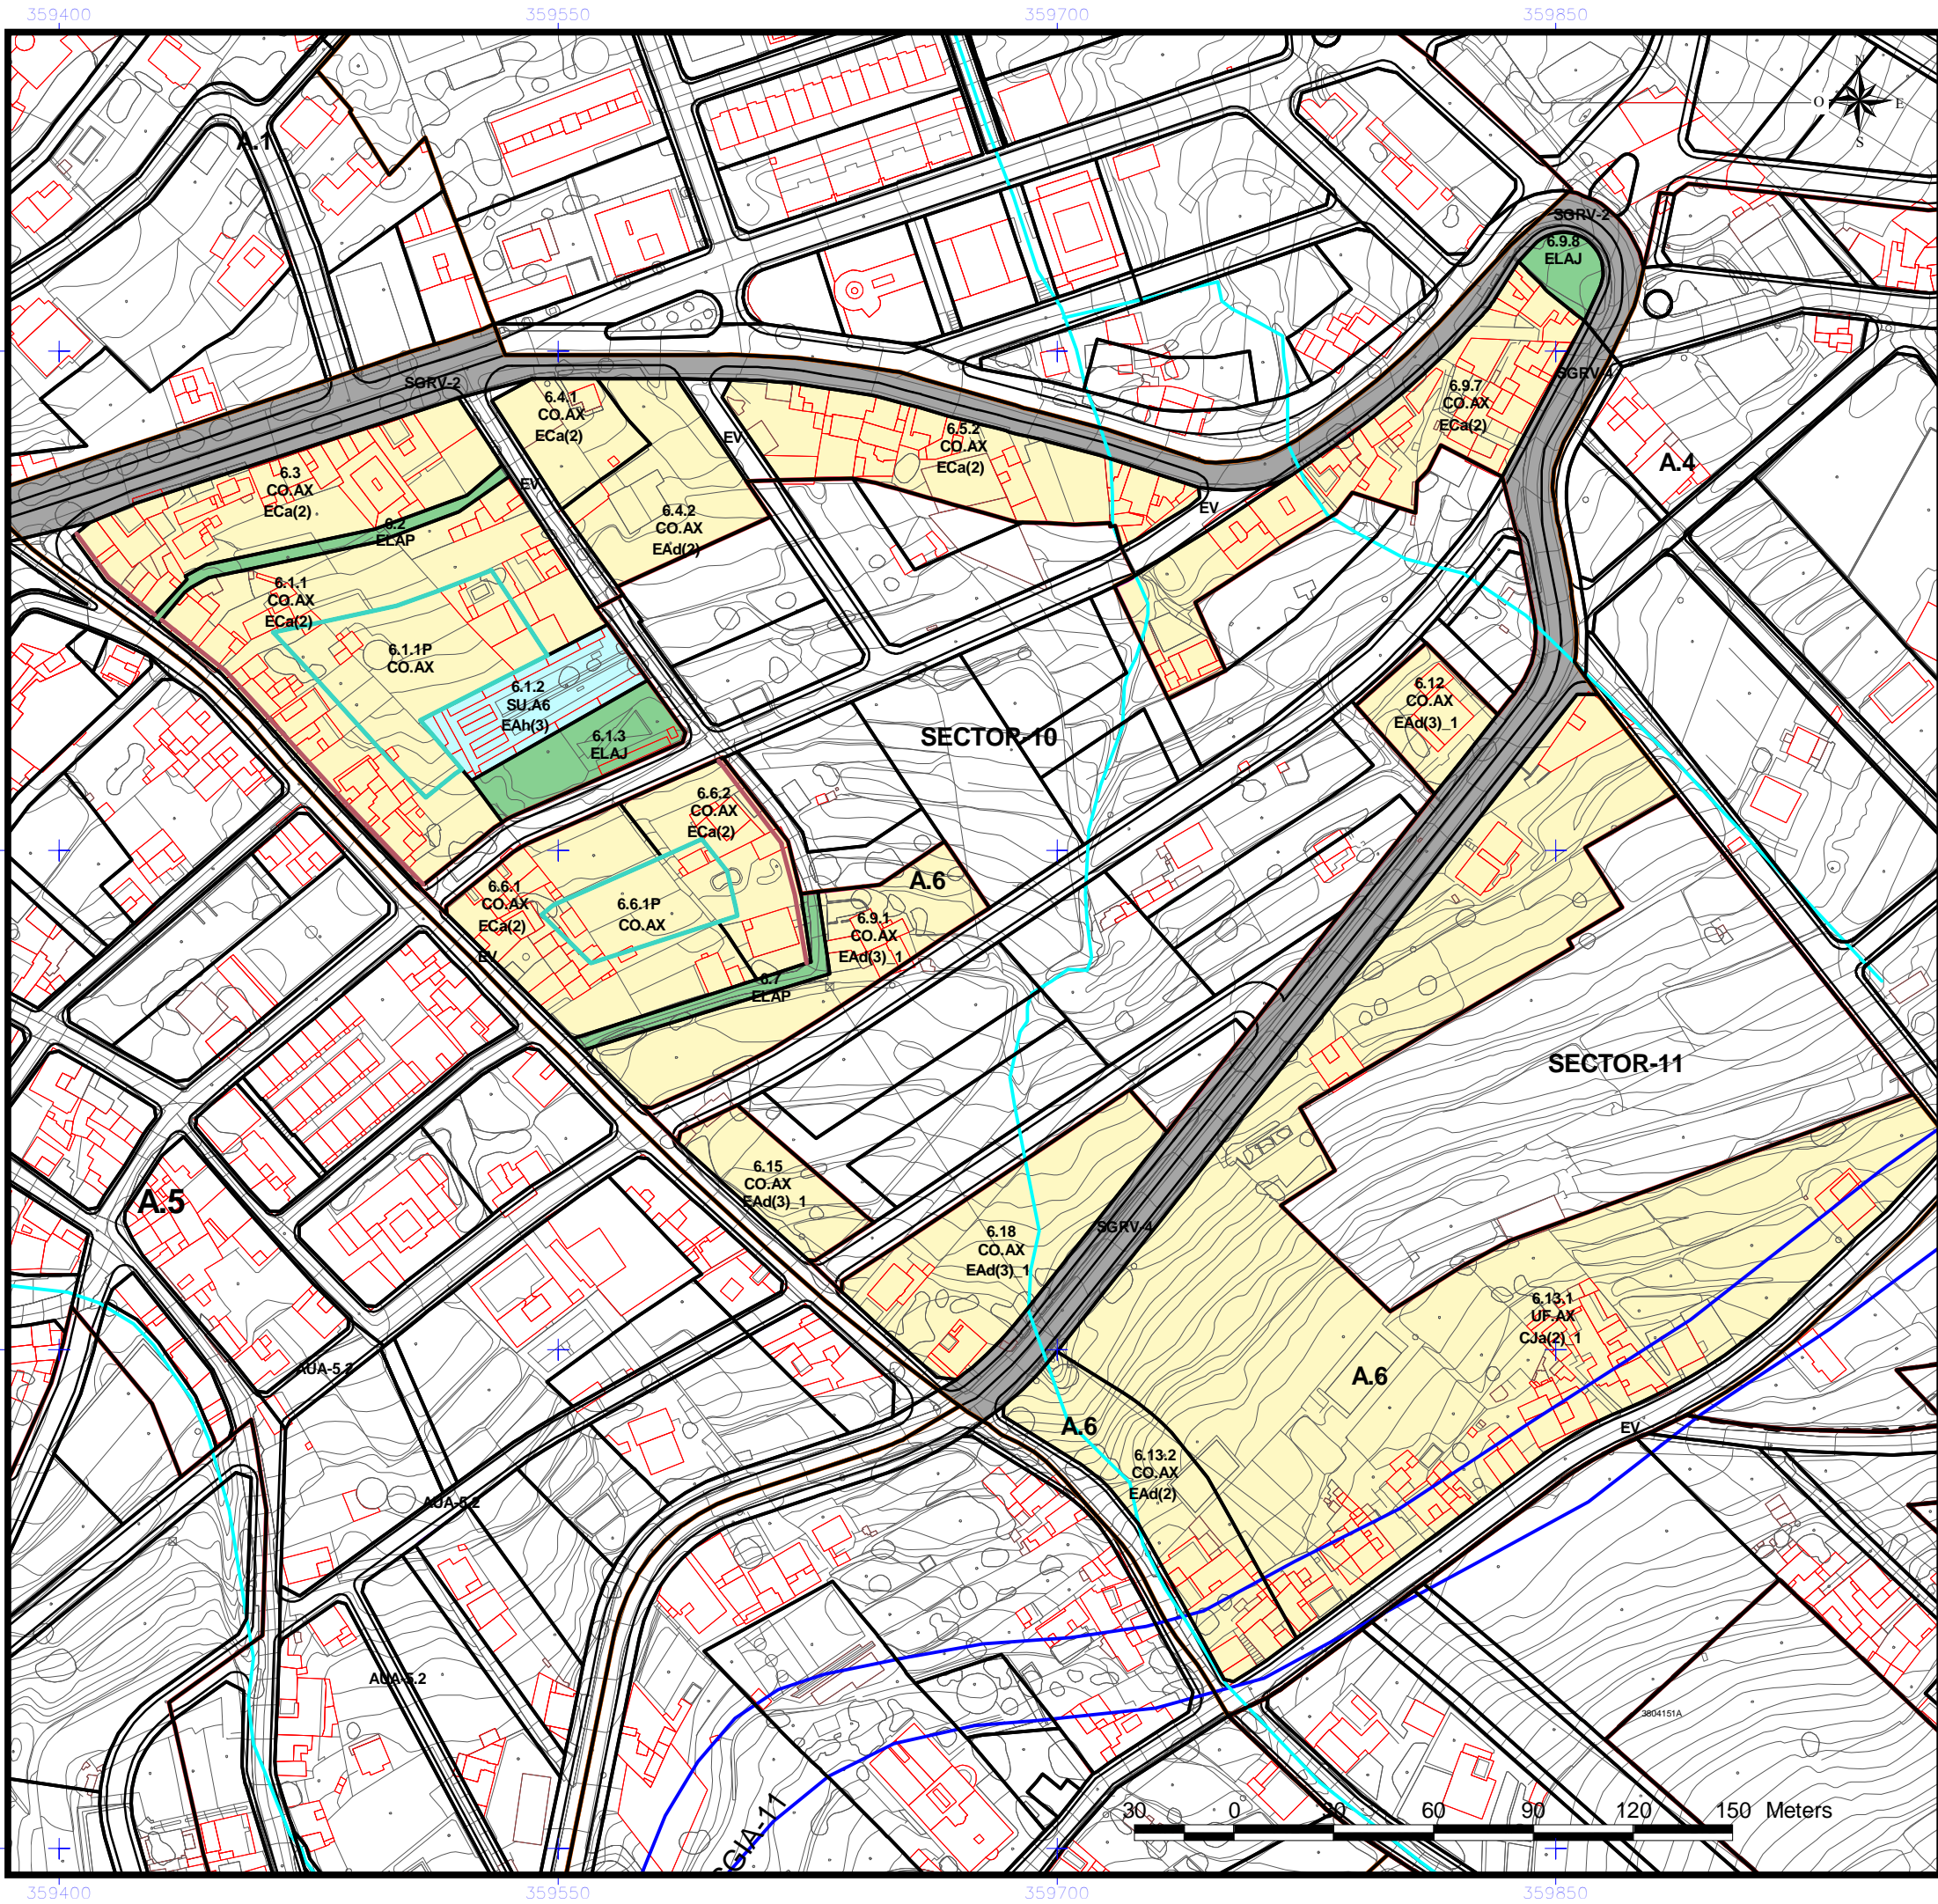 359400
359550
359700
359850
N
O
E
S
A.1
SGRV-2
6.9.8
ELAJ
SGRV-2
SGRV-4
6.4.1
CO.AX
ECa(2)
6.9.7
CO.AX
ECa(2)
EV
6.5.2
CO.AX
ECa(2)
A.4
6.3
CO.AX
ECa(2)
EV
EV
6.4.2
CO.AX
EAd(2)
6.2
ELAP
6.1.1
CO.AX
ECa(2)
6.1.1P
CO.AX
6.1.2
SU.A6
EAh(3)
6.12
CO.AX
EAd(3)_1
6.1.3
ELAJ
SECTOR-10
6.6.2
CO.AX
ECa(2)
6.6.1
CO.AX
ECa(2)
6.6.1P
CO.AX
A.6
6.9.1
CO.AX
EAd(3)_1
EV
6.7
ELAP
SECTOR-11
6.15
CO.AX
EAd(3)_1
A.5
SGRV-4
6.18
CO.AX
EAd(3)_1
6.13.1
UF.AX
CJa(2)_1
AUA-5.2
A.6
A.6
EV
6.13.2
CO.AX
EAd(2)
AUA-5.2
AUA-5.2
3804151A
SGIA-11
30 0 30 60 90 120 150 Meters
359400
359550
359700
359850